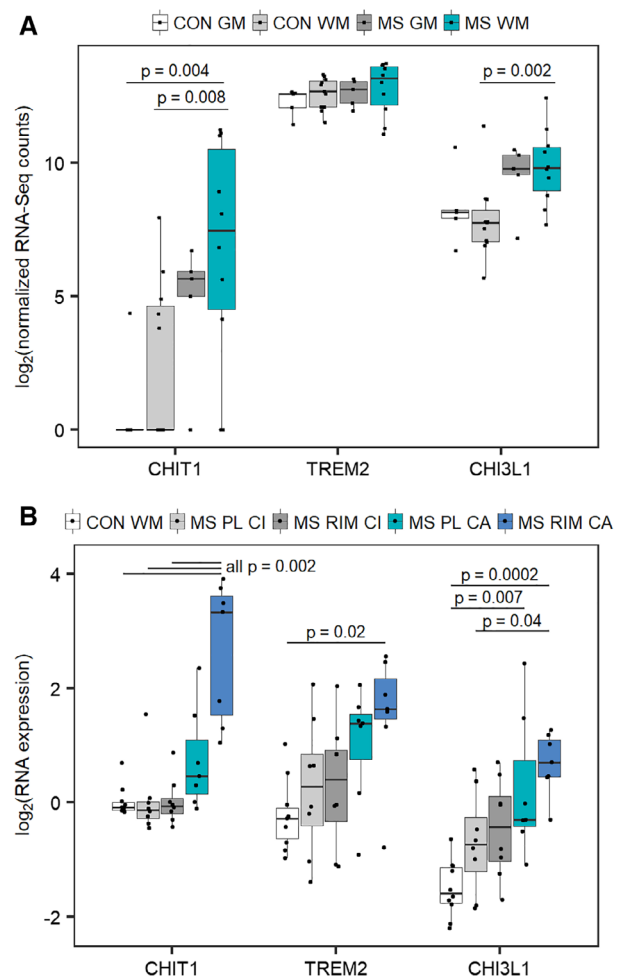 A
CON GM CON WM MS GM MS WM
p = 0.004
p = 0.008
p = 0.002
log2(normalized RNA-Seq counts)
10
5
0
CHIT1 TREM2 CHI3L1
B
CON WM MS PL CI MS RIM CI MS PL CA MS RIM CA
all p = 0.002
p = 0.02
p = 0.0002
p = 0.007
p = 0.04
log2(RNA expression)
4
2
0
-2
CHIT1 TREM2 CHI3L1